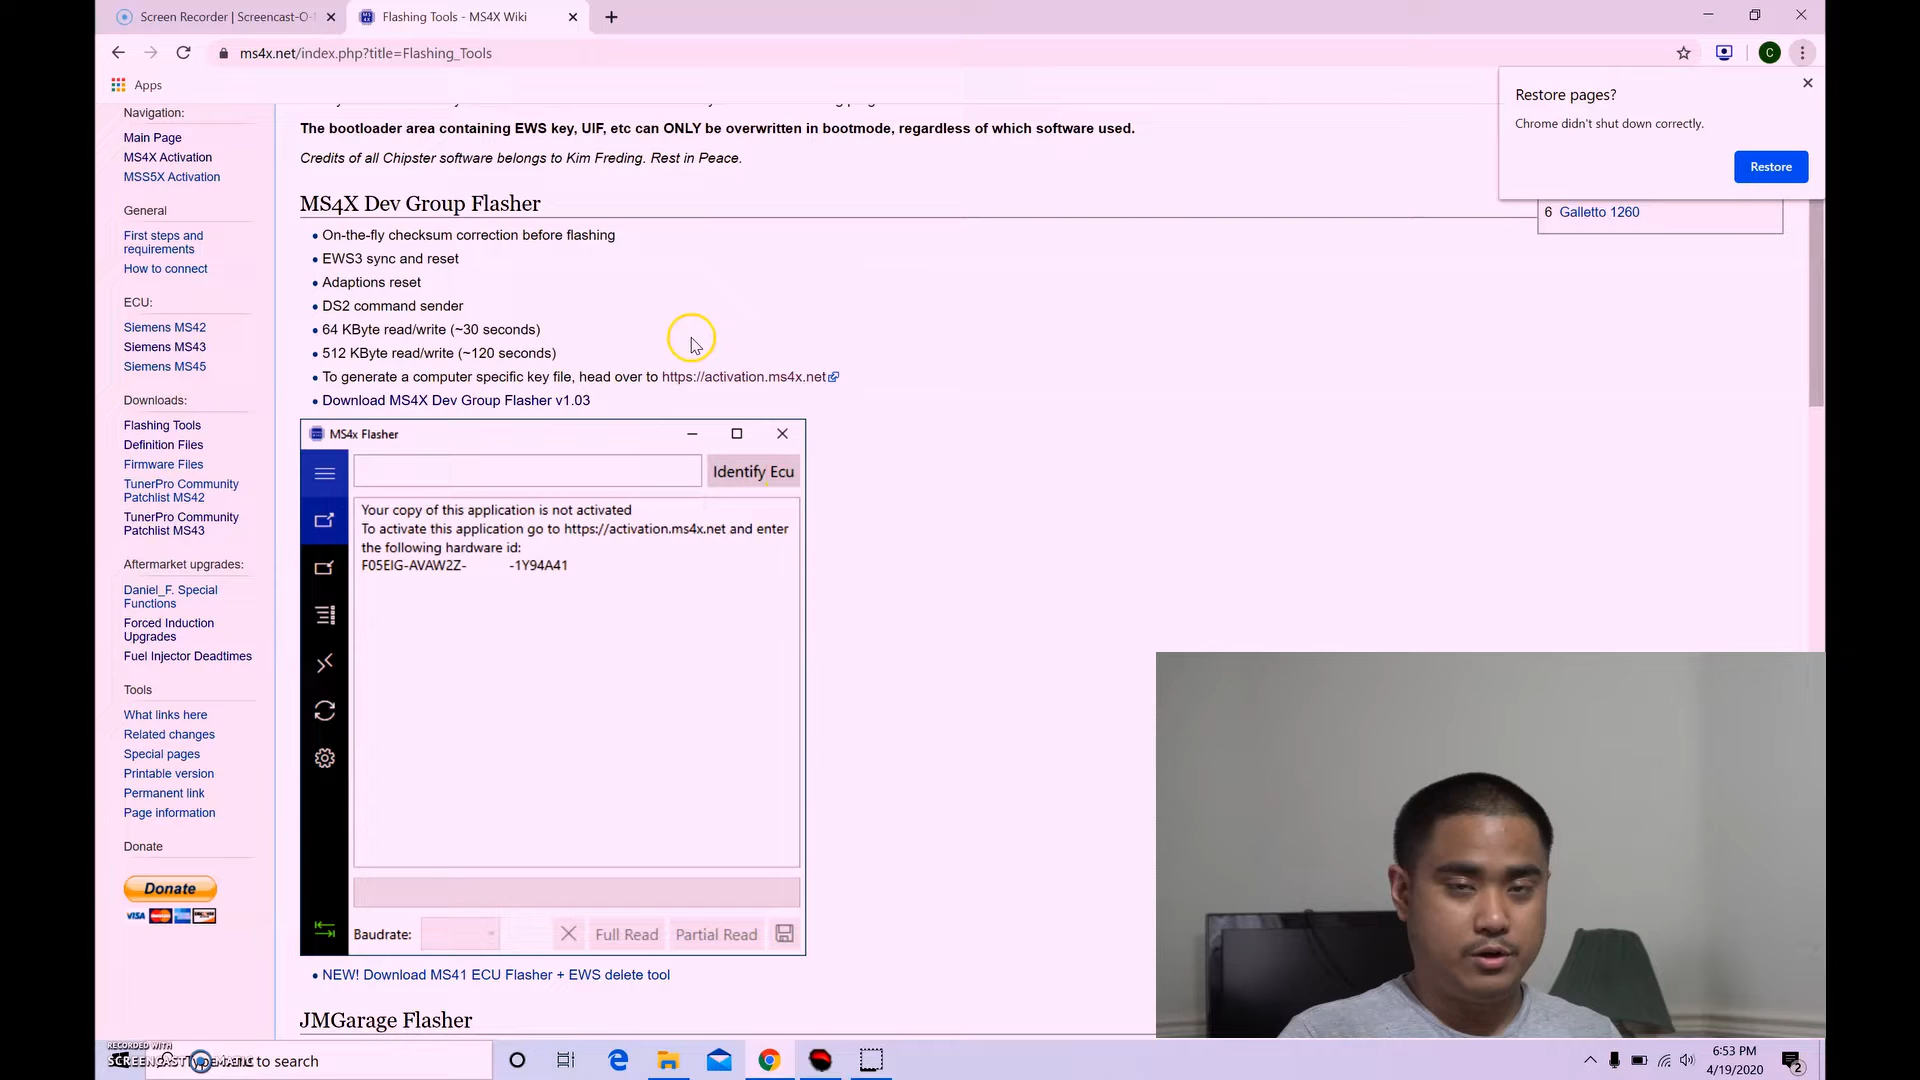 Screen Recorder | Screencast-O-
Flashing Tools - MS4X Wiki
ms4x.net/index.php?title=Flashing_Tools
C
Apps
Restore pages?
Chrome didn't shut down correctly.
Restore
6 Galletto 1260
Navigation:
Main Page
MS4X Activation
MSS5X Activation
General
First steps and
requirements
How to connect
ECU:
Siemens MS42
Siemens MS43
Siemens MS45
Downloads:
Flashing Tools
Definition Files
Firmware Files
TunerPro Community
Patchlist MS42
TunerPro Community
Patchlist MS43
Aftermarket upgrades:
Daniel_F. Special
Functions
Forced Induction
Upgrades
Fuel Injector Deadtimes
Tools
What links here
Related changes
Special pages
Printable version
Permanent link
Page information
Donate
Donate
VISA
The bootloader area containing EWS key, UIF, etc can ONLY be overwritten in bootmode, regardless of which software used.
Credits of all Chipster software belongs to Kim Freding. Rest in Peace.
MS4X Dev Group Flasher
On-the-fly checksum correction before flashing
EWS3 sync and reset
Adaptions reset
DS2 command sender
64 KByte read/write (~30 seconds)
512 KByte read/write (~120 seconds)
To generate a computer specific key file, head over to https://activation.ms4x.net
Download MS4X Dev Group Flasher v1.03
MS4x Flasher
Identify Ecu
Your copy of this application is not activated
To activate this application go to https://activation.ms4x.net and enter
the following hardware id:
F05EIG-AVAW2Z- -1Y94A41
Baudrate:
Full Read
Partial Read
NEW! Download MS41 ECU Flasher + EWS delete tool
JMGarage Flasher
RECORDED WITH
SCREENCAST MATIC
to search
6:53 PM
4/19/2020
2